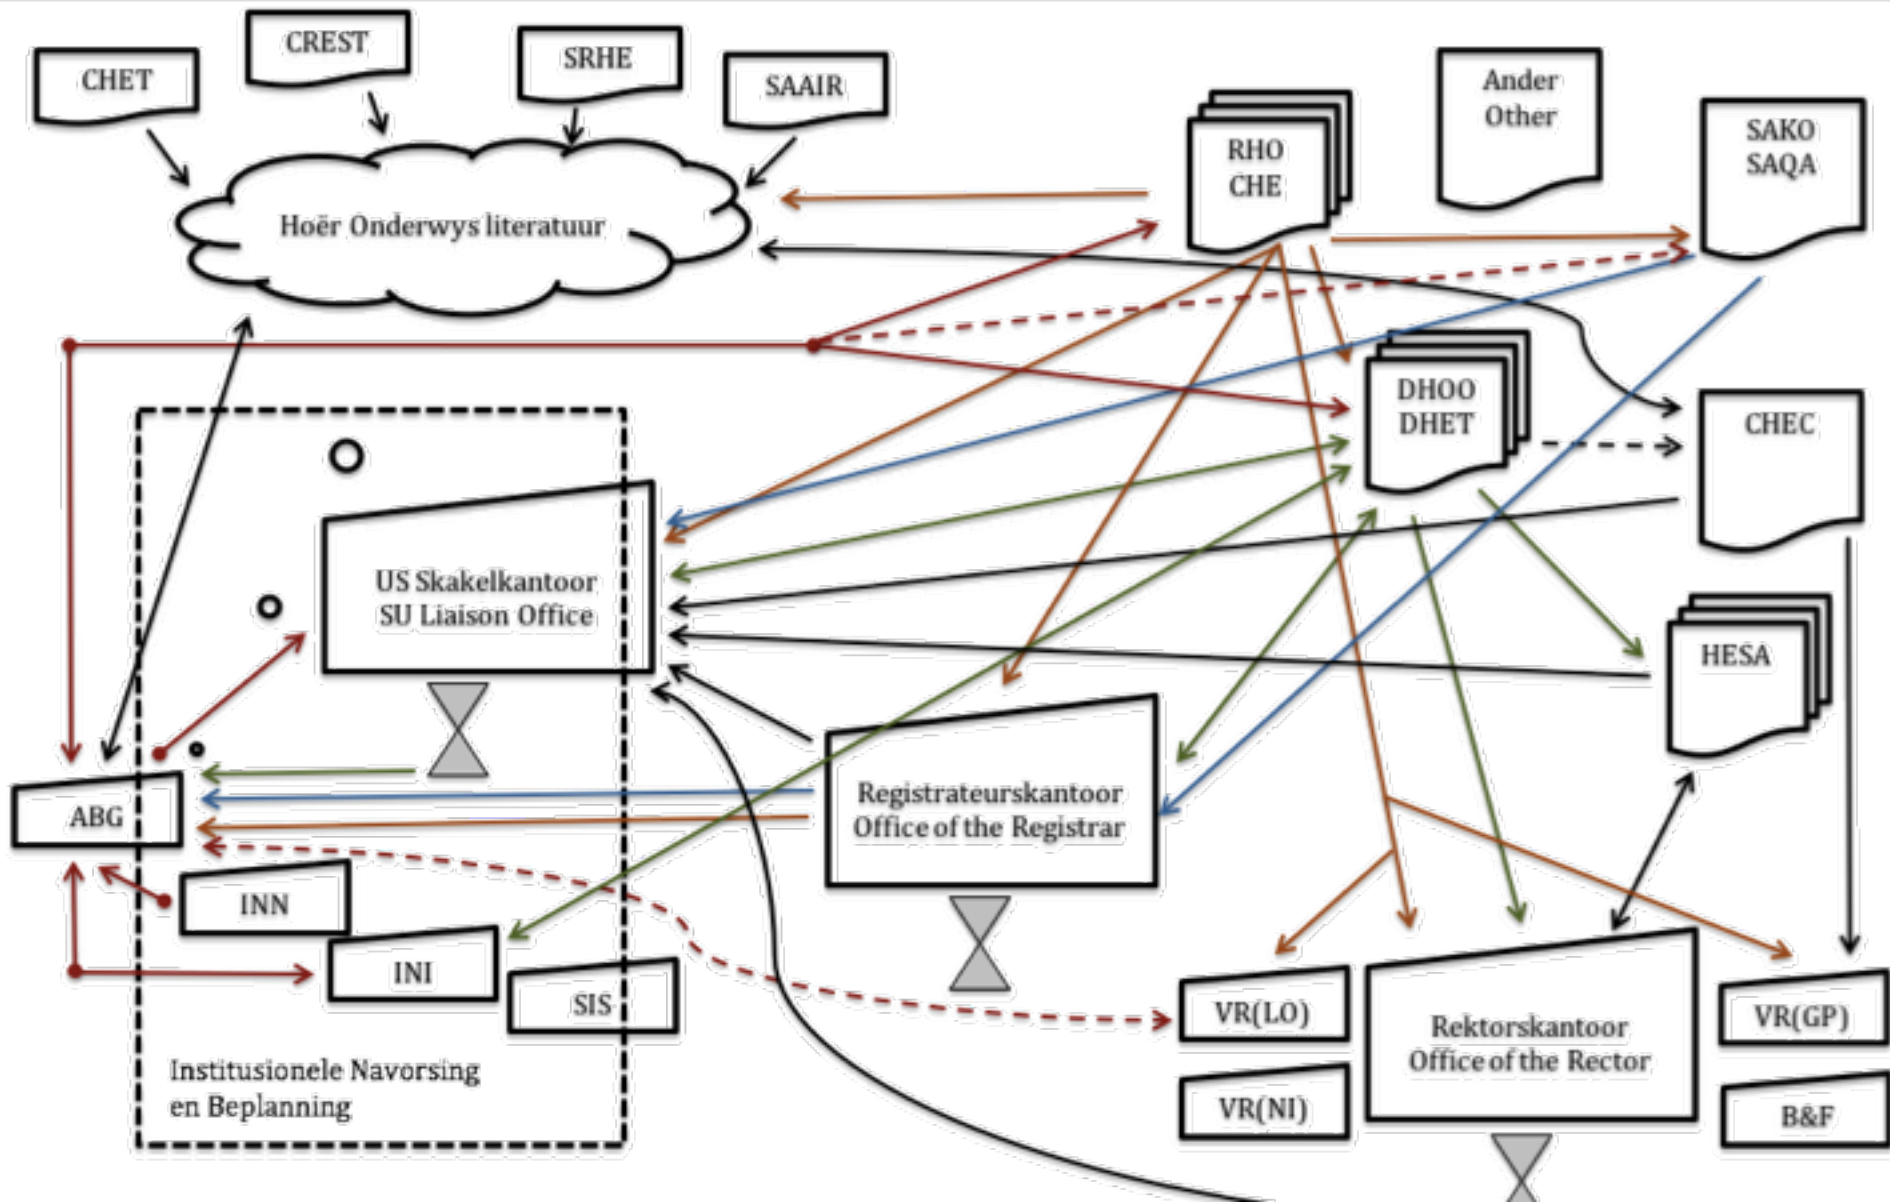 CHET
CREST
SRHE
SAAIR
RHO
CHE
Ander
Other
SAKO
SAQA
Hoër Onderwys literatuur
DHOO
DHET
CHEC
US Skakelkantoor
SU Liaison Office
HESA
ABG
Registrateurskantoor
Office of the Registrar
INN
INI
SIS
VR(LO)
Rektorskantoor
Office of the Rector
VR(GP)
VR(NI)
B&F
Institusionele Navorsing
en Beplanning